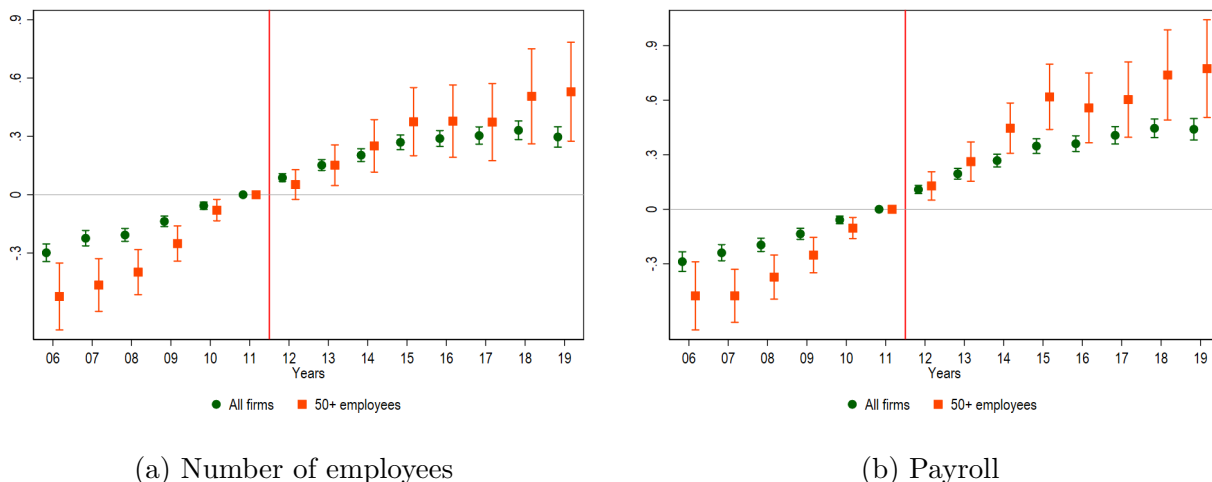 .9
.6
.3
0
-.3
06 07 08 09 10 11 12 13 14 15 16 17 18 19
Years
All firms 50+ employees
(a) Number of employees
.9
.6
.3
0
-.3
06 07 08 09 10 11 12 13 14 15 16 17 18 19
Years
All firms 50+ employees
(b) Payroll